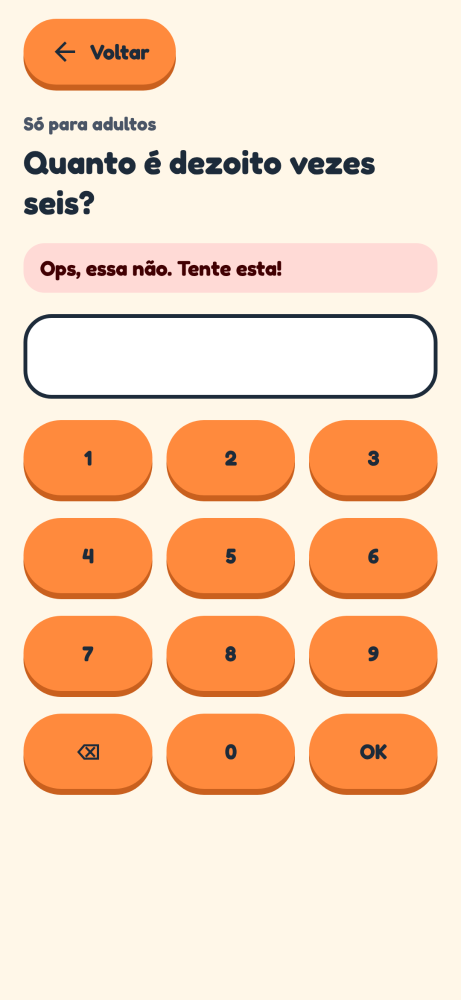 Voltar
Só para adultos
Quanto é dezoito vezes
seis?
Ops, essa não. Tente esta!
1 2 3
4 5 6
7 8 9
0 OK